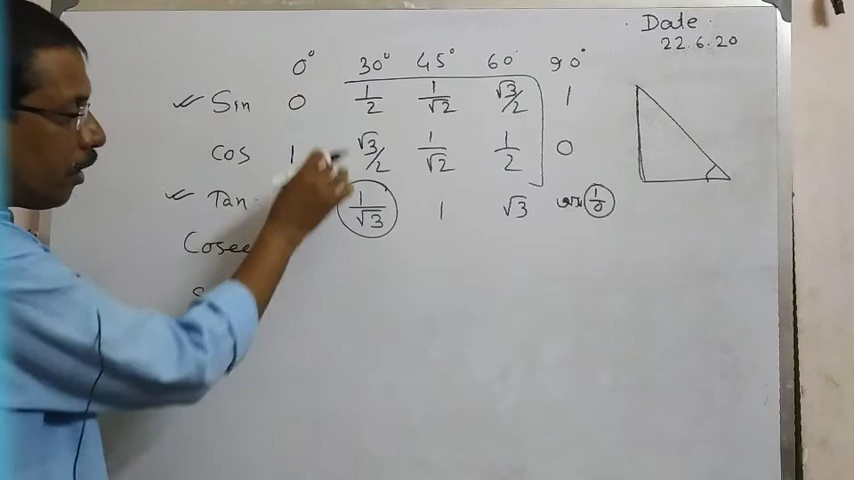 Date
22.6.20
0° 30° 45° 60° 90°
Sin 0 1/2 1/√2 √3/2 1
Cos 1 √3/2 1/√2 1/2 0
Tan 1/√3 1 √3 1/0
Cosec